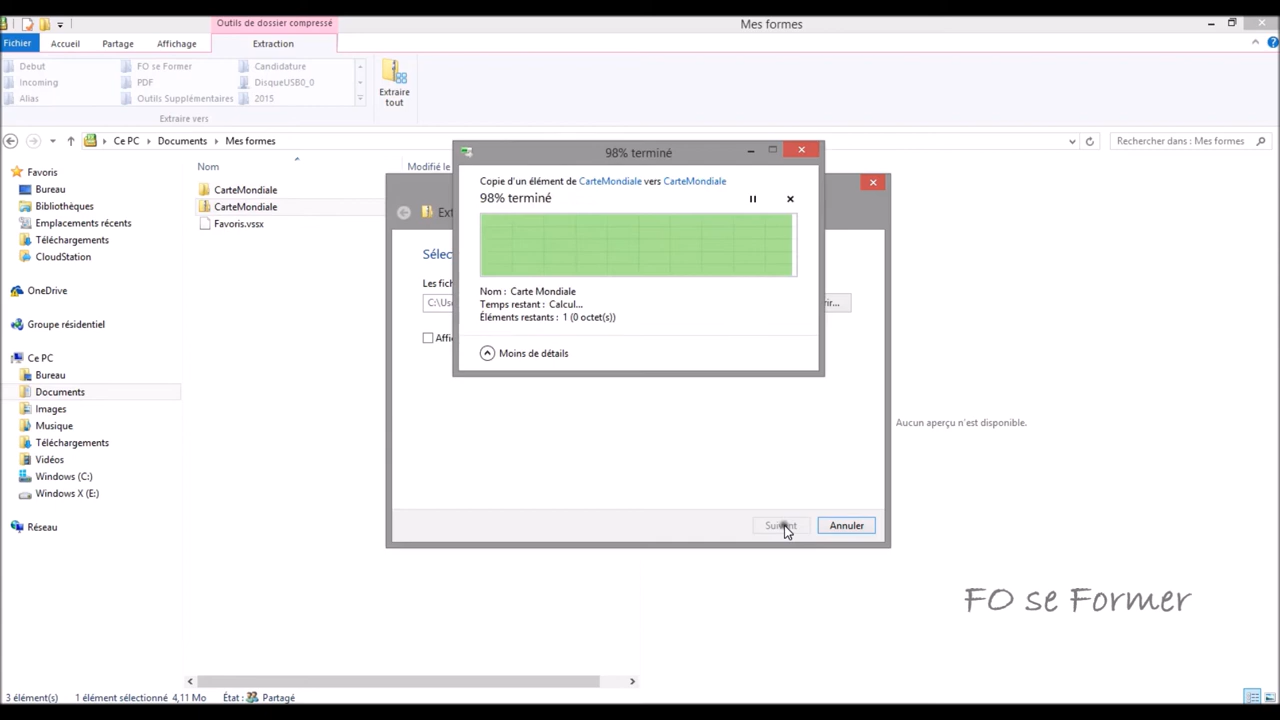 Outils de dossier compressé
Mes formes
Fichier
Accueil
Partage
Affichage
Extraction
Debut
FO se Former
Candidature
Incoming
PDF
DisqueUSB0_0
Alias
Outils Supplémentaires
2015
Extraire tout
Extraire vers
Ce PC
Documents
Mes formes
Rechercher dans : Mes formes
Favoris
Bureau
Bibliothèques
Emplacements récents
Téléchargements
CloudStation
OneDrive
Groupe résidentiel
Ce PC
Bureau
Documents
Images
Musique
Téléchargements
Vidéos
Windows (C:)
Windows X (E:)
Réseau
Nom
Modifié le
CarteMondiale
CarteMondiale
Favoris.vssx
98% terminé
Copie d'un élément de CarteMondiale vers CarteMondiale
98% terminé
Nom : Carte Mondiale
Temps restant : Calcul...
Éléments restants : 1 (0 octet(s))
Moins de détails
Les fich
Annuler
Aucun aperçu n'est disponible.
FO se Former
3 élément(s)
1 élément sélectionné 4,11 Mo
État :
Partagé